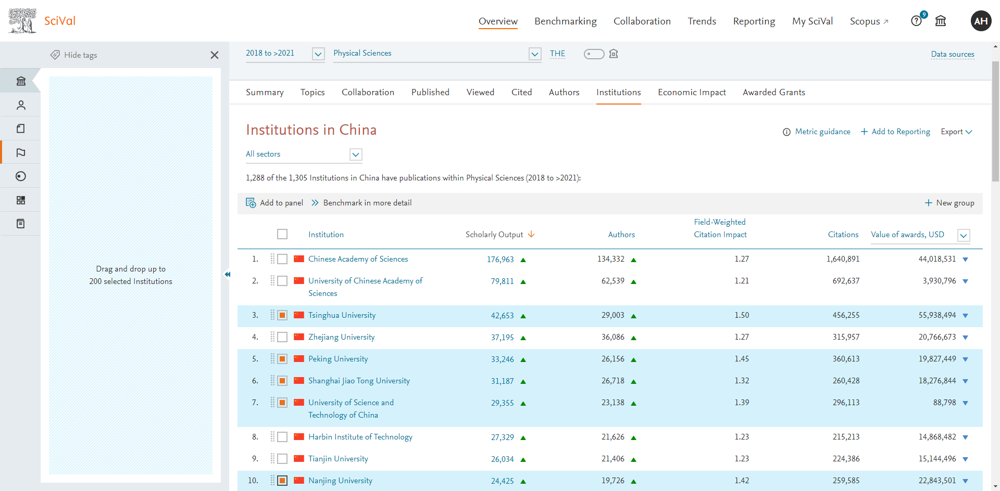 SciVal
Overview Benchmarking Collaboration Trends Reporting My SciVal Scopus ↗ 9 AH
Hide tags
2018 to >2021 Physical Sciences THE Data sources
Summary Topics Collaboration Published Viewed Cited Authors Institutions Economic Impact Awarded Grants
Institutions in China
Metric guidance + Add to Reporting Export
All sectors
1,288 of the 1,305 Institutions in China have publications within Physical Sciences (2018 to >2021):
Add to panel Benchmark in more detail + New group
Institution Scholarly Output Authors Field-Weighted Citation Impact Citations Value of awards, USD
1. Chinese Academy of Sciences 176,963 134,332 1.27 1,640,891 44,018,531
2. University of Chinese Academy of 79,811 62,539 1.21 692,637 3,930,796
Sciences
3. Tsinghua University 42,653 29,003 1.50 456,255 55,938,494
4. Zhejiang University 37,195 36,086 1.27 315,957 20,766,673
5. Peking University 33,246 26,156 1.45 360,613 19,827,449
6. Shanghai Jiao Tong University 31,187 26,718 1.32 260,428 18,276,844
7. University of Science and 29,355 23,138 1.39 296,113 88,798
Technology of China
8. Harbin Institute of Technology 27,329 21,626 1.23 215,213 14,868,482
9. Tianjin University 26,034 21,406 1.23 224,386 15,144,496
10. Nanjing University 24,425 19,726 1.42 259,585 22,843,501
Drag and drop up to
200 selected Institutions